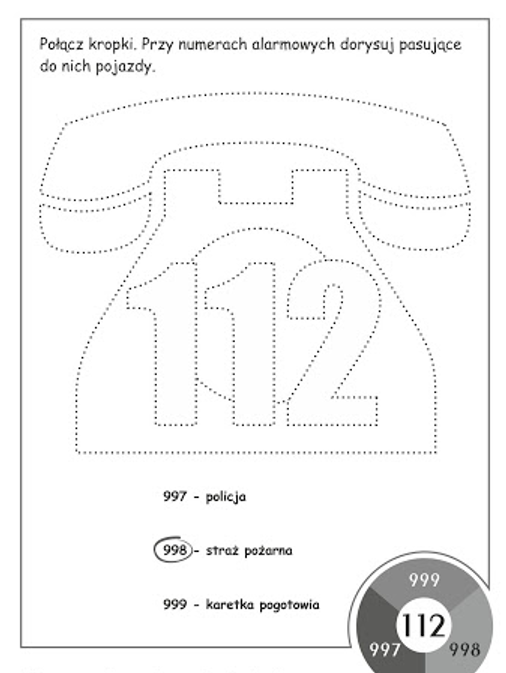 Połącz kropki. Przy numerach alarmowych dorysuj pasujące
do nich pojazdy.
112
997 - policja
998 - straż pożarna
999 - karetka pogotowia
999
112
997
998